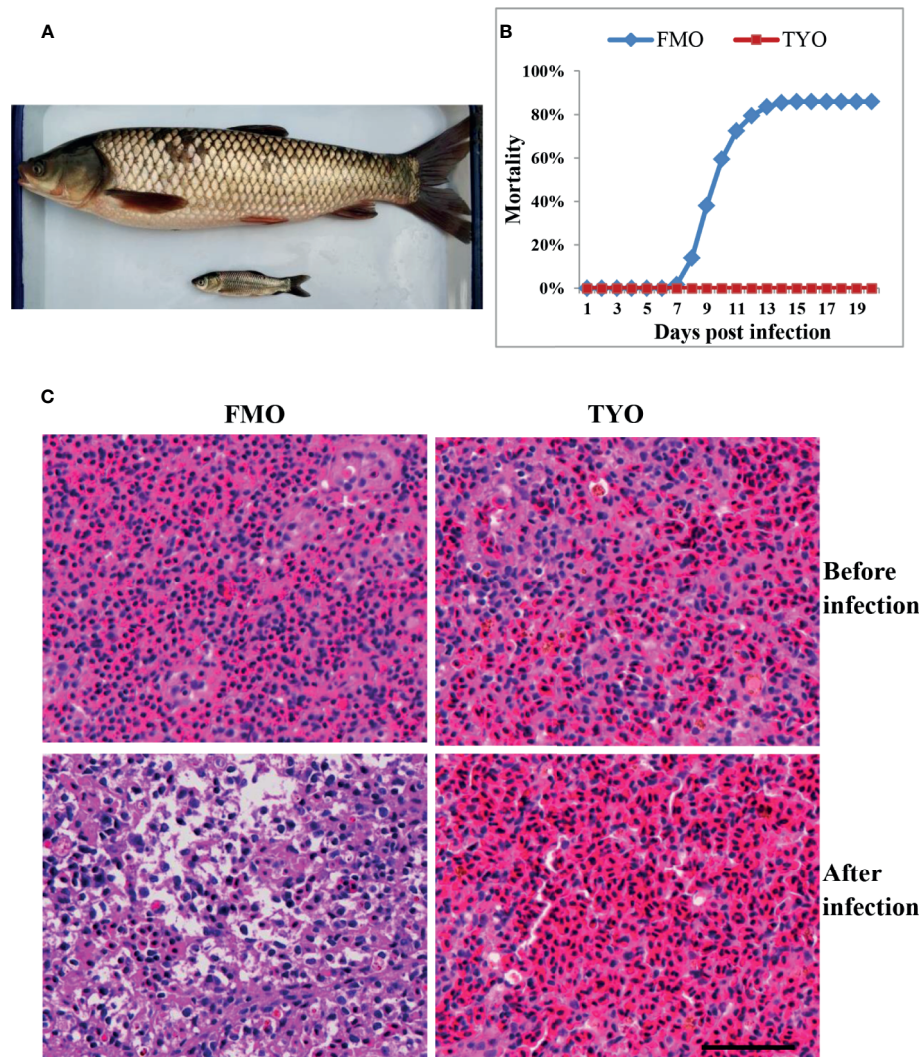 A
B
FMO TYO
100%
80%
60%
40%
20%
0%
Mortality
1 3 5 7 9 11 13 15 17 19
Days post infection
C
FMO TYO
Before
infection
After
infection